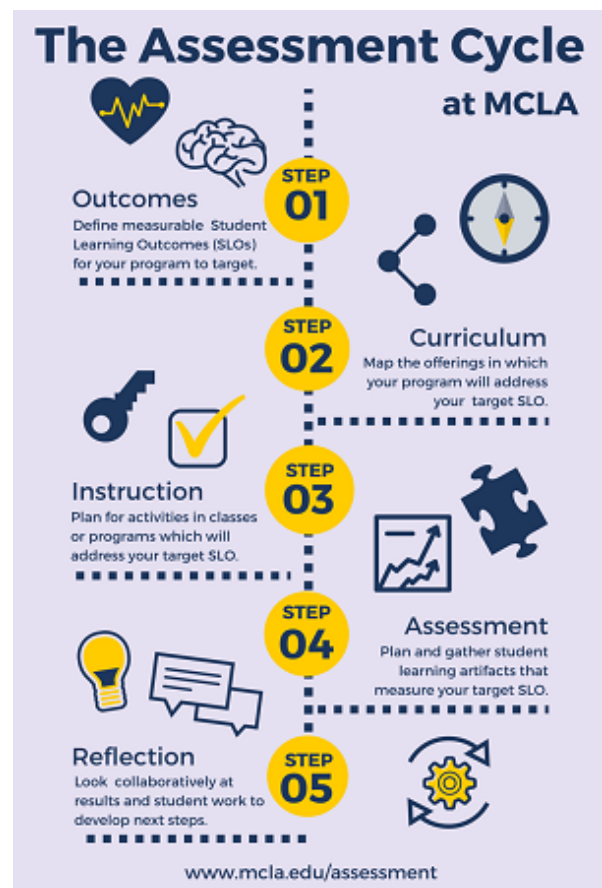 The Assessment Cycle
at MCLA
STEP
01
Outcomes
Define measurable Student
Learning Outcomes (SLOs)
for your program to target.
STEP
02
Curriculum
Map the offerings in which
your program will address
your target SLO.
STEP
03
Instruction
Plan for activities in classes
or programs which will
address your target SLO.
STEP
04
Assessment
Plan and gather student
learning artifacts that
measure your target SLO.
STEP
05
Reflection
Look collaboratively at
results and student work to
develop next steps.
www.mcla.edu/assessment